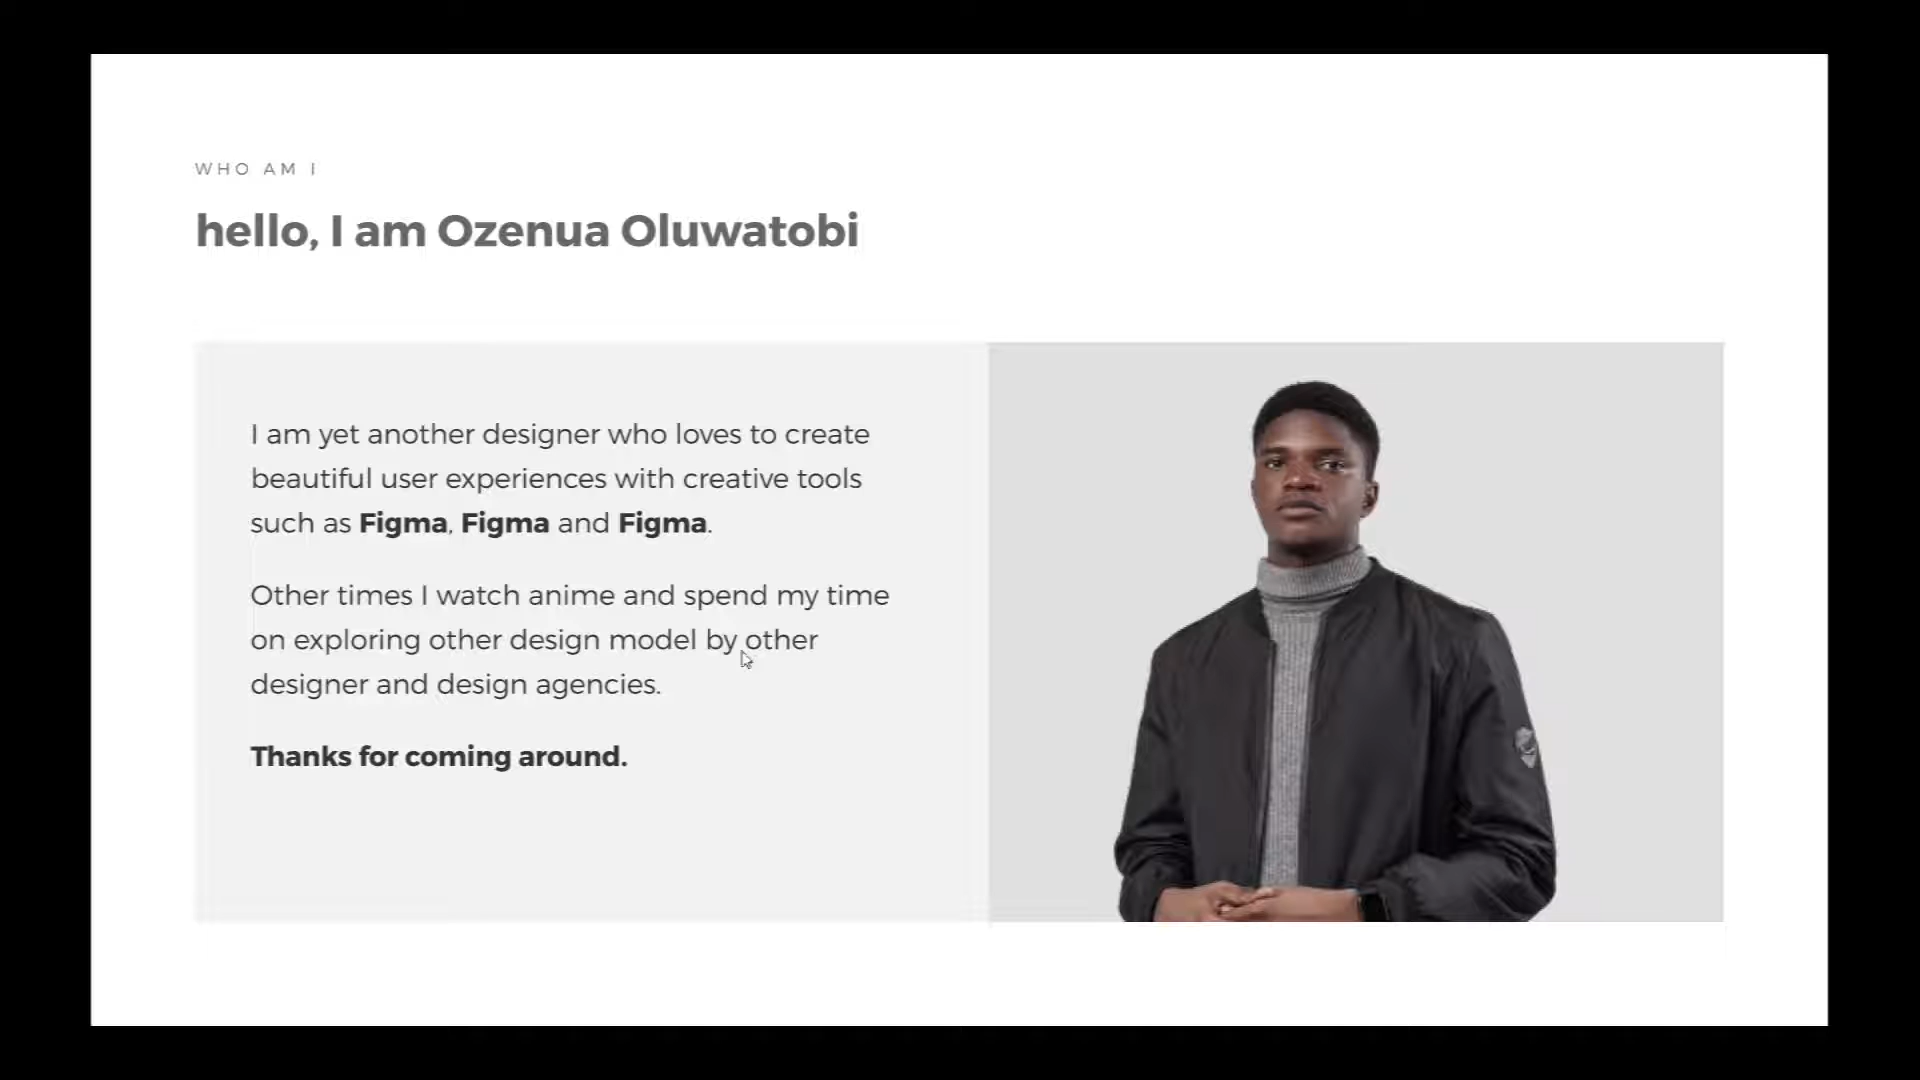 WHO AM I
hello, I am Ozenua Oluwatobi
I am yet another designer who loves to create
beautiful user experiences with creative tools
such as Figma, Figma and Figma.
Other times I watch anime and spend my time
on exploring other design model by other
designer and design agencies.
Thanks for coming around.